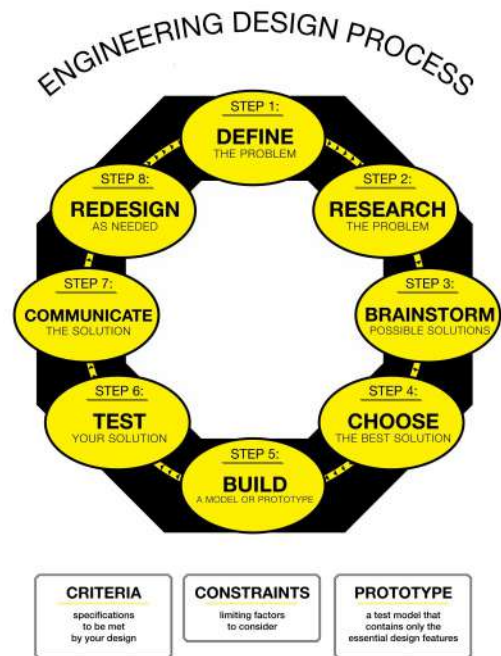 ENGINEERING DESIGN PROCESS
STEP 1:
DEFINE
THE PROBLEM
STEP 2:
RESEARCH
THE PROBLEM
STEP 3:
BRAINSTORM
POSSIBLE SOLUTIONS
STEP 4:
CHOOSE
THE BEST SOLUTION
STEP 5:
BUILD
A MODEL OR PROTOTYPE
STEP 6:
TEST
YOUR SOLUTION
STEP 7:
COMMUNICATE
THE SOLUTION
STEP 8:
REDESIGN
AS NEEDED
CRITERIA
specifications
to be met
by your design
CONSTRAINTS
limiting factors
to consider
PROTOTYPE
a test model that
contains only the
essential design features